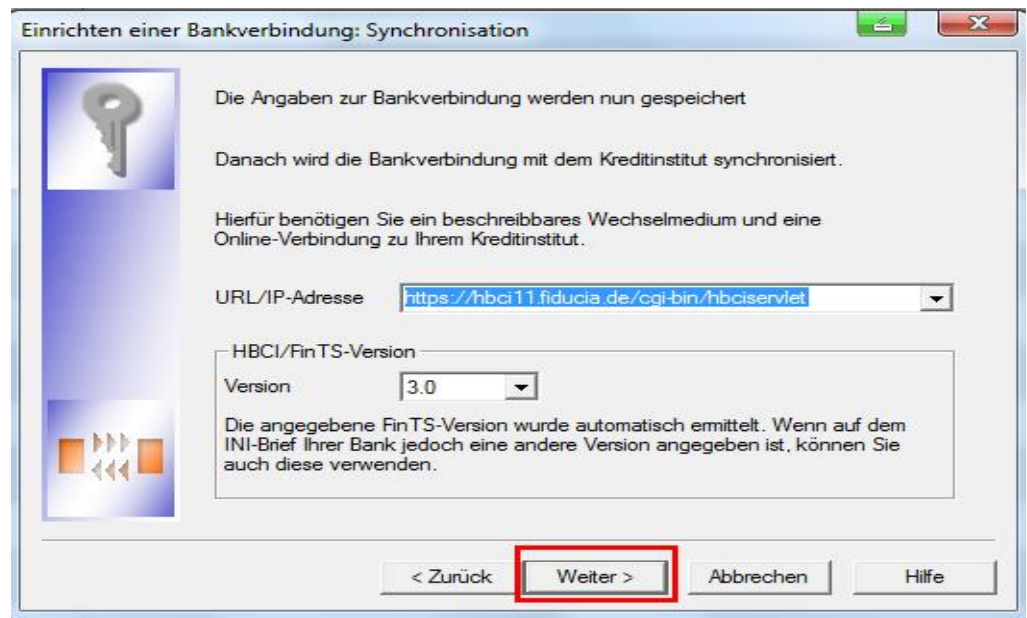 Einrichten einer Bankverbindung: Synchronisation
Die Angaben zur Bankverbindung werden nun gespeichert
Danach wird die Bankverbindung mit dem Kreditinstitut synchronisiert.
Hierfür benötigen Sie ein beschreibbares Wechselmedium und eine
Online-Verbindung zu Ihrem Kreditinstitut.
URL/IP-Adresse https://hbci11.fiducia.de/cgi-bin/hbciservlet
HBCI/FinTS-Version
Version 3.0
Die angegebene FinTS-Version wurde automatisch ermittelt. Wenn auf dem
INI-Brief Ihrer Bank jedoch eine andere Version angegeben ist, können Sie
auch diese verwenden.
< Zurück Weiter > Abbrechen Hilfe